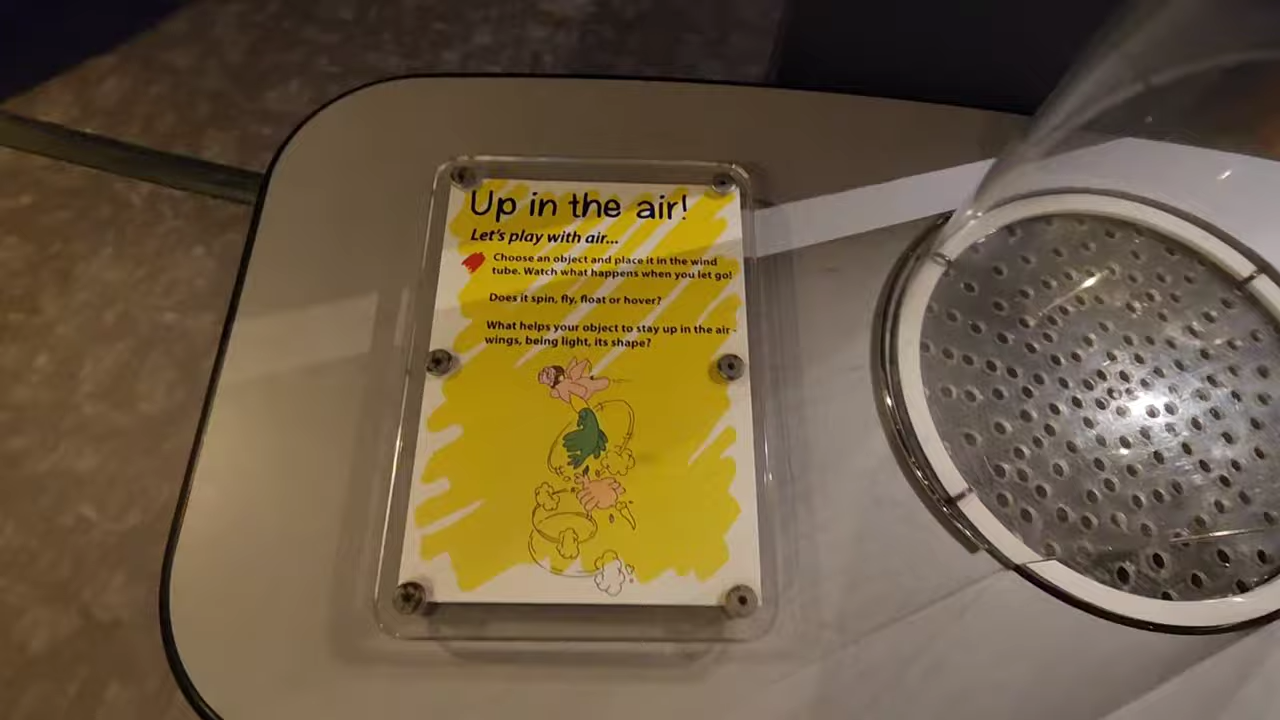 Up in the air!
Let's play with air...
Choose an object and place it in the wind
tube. Watch what happens when you let go!
Does it spin, fly, float or hover?
What helps your object to stay up in the air -
wings, being light, its shape?